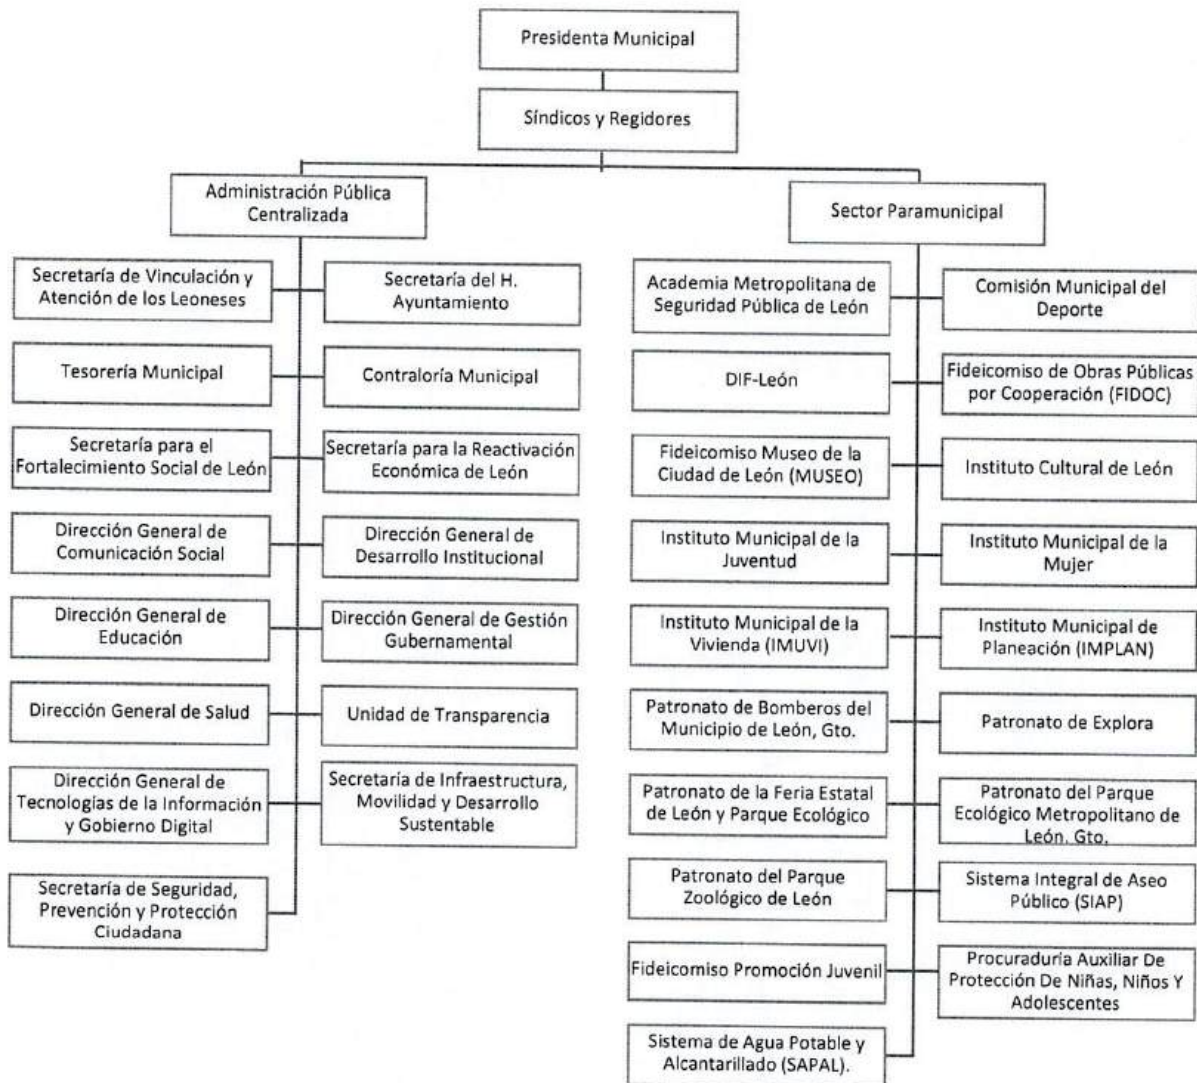 Presidenta Municipal
Síndicos y Regidores
Administración Pública
Centralizada
Sector Paramunicipal
Secretaría de Vinculación y
Atención de los Leoneses
Secretaría del H.
Ayuntamiento
Tesorería Municipal
Contraloría Municipal
Secretaría para el
Fortalecimiento Social de León
Secretaría para la Reactivación
Económica de León
Dirección General de
Comunicación Social
Dirección General de
Desarrollo Institucional
Dirección General de
Educación
Dirección General de Gestión
Gubernamental
Dirección General de Salud
Unidad de Transparencia
Dirección General de
Tecnologías de la Información
y Gobierno Digital
Secretaría de Infraestructura,
Movilidad y Desarrollo
Sustentable
Secretaría de Seguridad,
Prevención y Protección
Ciudadana
Academia Metropolitana de
Seguridad Pública de León
Comisión Municipal del
Deporte
DIF-León
Fideicomiso de Obras Públicas
por Cooperación (FIDOC)
Fideicomiso Museo de la
Ciudad de León (MUSEO)
Instituto Cultural de León
Instituto Municipal de la
Juventud
Instituto Municipal de la
Mujer
Instituto Municipal de la
Vivienda (IMUVI)
Instituto Municipal de
Planeación (IMPLAN)
Patronato de Bomberos del
Municipio de León, Gto.
Patronato de Explora
Patronato de la Feria Estatal
de León y Parque Ecológico
Patronato del Parque
Ecológico Metropolitano de
León. Gto.
Patronato del Parque
Zoológico de León
Sistema Integral de Aseo
Público (SIAP)
Fideicomiso Promoción Juvenil
Procuraduría Auxiliar De
Protección De Niñas, Niños Y
Adolescentes
Sistema de Agua Potable y
Alcantarillado (SAPAL).